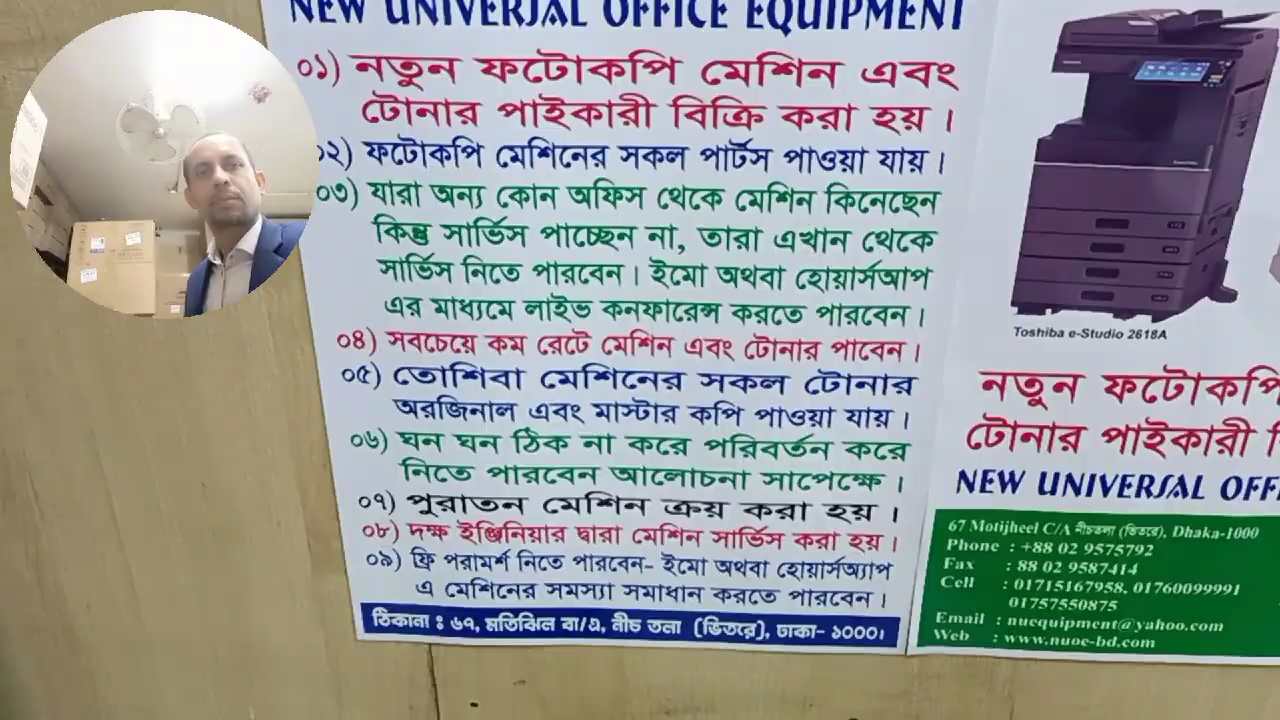 NEW UNIVERSAL OFFICE EQUIPMENT
০১) নতুন ফটোকপি মেশিন এবং
টোনার পাইকারী বিক্রি করা হয়।
০২) ফটোকপি মেশিনের সকল পার্টস পাওয়া যায়।
০৩) যারা অন্য কোন অফিস থেকে মেশিন কিনেছেন
কিন্তু সার্ভিস পাচ্ছেন না, তারা এখান থেকে
সার্ভিস নিতে পারবেন। ইমো অথবা হোয়ার্সআপ
এর মাধ্যমে লাইভ কনফারেন্স করতে পারবেন।
০৪) সবচেয়ে কম রেটে মেশিন এবং টোনার পাবেন।
০৫) তোশিবা মেশিনের সকল টোনার
অরজিনাল এবং মাস্টার কপি পাওয়া যায়।
০৬) ঘন ঘন ঠিক না করে পরিবর্তন করে
নিতে পারবেন আলোচনা সাপেক্ষে।
০৭) পুরাতন মেশিন ক্রয় করা হয়।
০৮) দক্ষ ইঞ্জিনিয়ার দ্বারা মেশিন সার্ভিস করা হয়।
০৯) ফ্রি পরামর্শ নিতে পারবেন- ইমো অথবা হোয়ার্সঅ্যাপ
এ মেশিনের সমস্যা সমাধান করতে পারবেন।
ঠিকানা : ৬৭, মতিঝিল বা/এ, নীচ তলা (ভিতরে), ঢাকা- ১০০০।
Toshiba e-Studio 2618A
নতুন ফটোকপি
টোনার পাইকারী
NEW UNIVERSAL OFF
67 Motijheel C/A নীচতলা (ভিতরে), Dhaka-1000
Phone : +88 02 9575792
Fax : 88 02 9587414
Cell : 01715167958, 01760099991
01757550875
Email : nuequipment@yahoo.com
Web : www.nuoe-bd.com